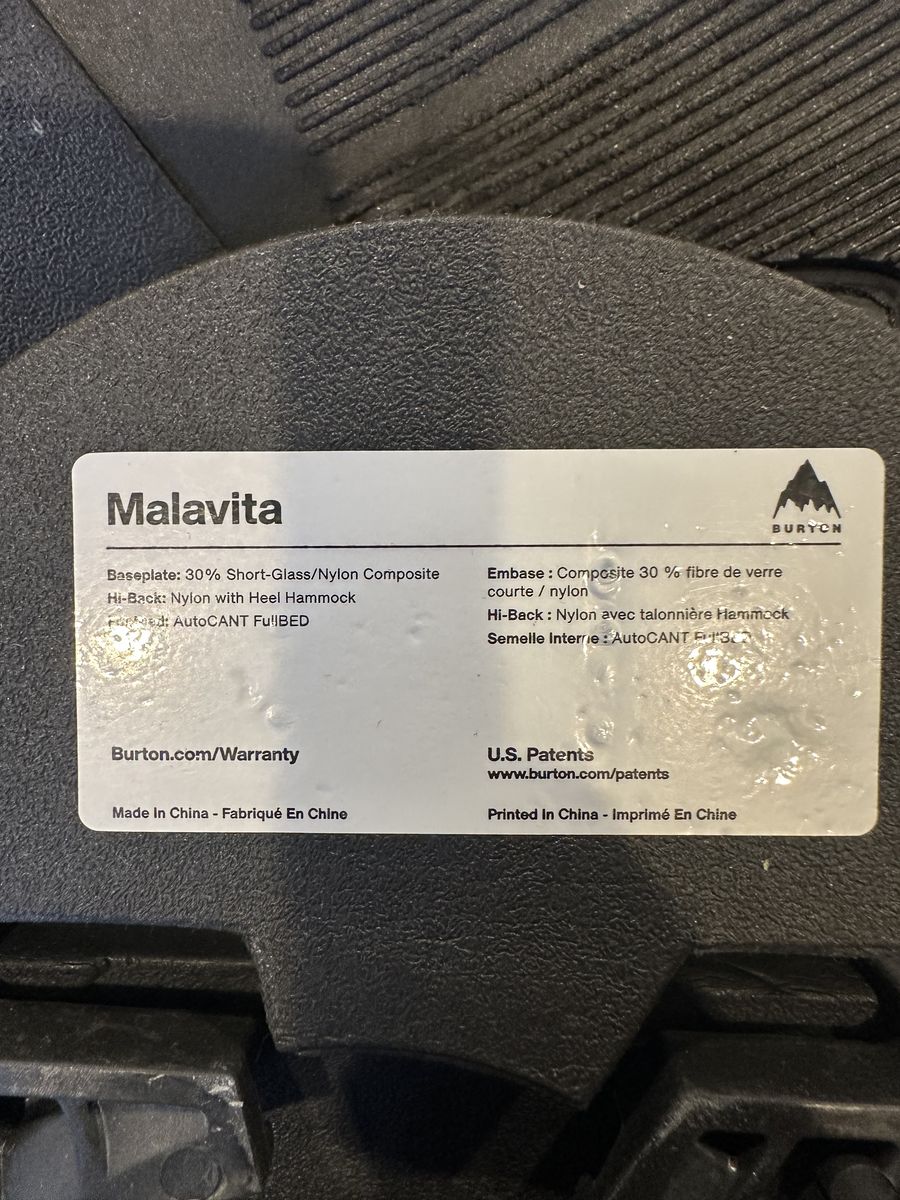 Malavita
BURTON
Baseplate: 30% Short-Glass/Nylon Composite
Hi-Back: Nylon with Heel Hammock
AutoCANT FullBED
Embase : Composite 30 % fibre de verre
courte / nylon
Hi-Back : Nylon avec talonnière Hammock
Semelle Interne : AutoCANT FullBED
Burton.com/Warranty
U.S. Patents
www.burton.com/patents
Made In China - Fabriqué En Chine
Printed In China - Imprimé En Chine